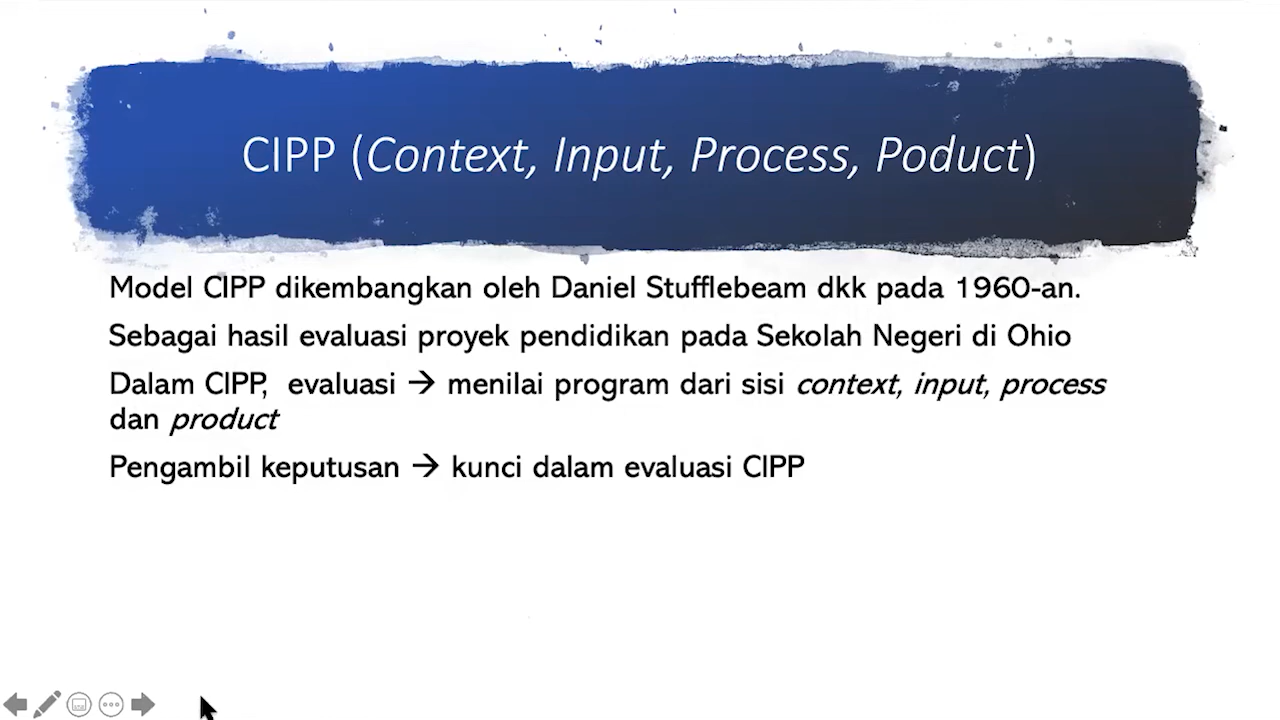 CIPP (Context, Input, Process, Poduct)
Model CIPP dikembangkan oleh Daniel Stufflebeam dkk pada 1960-an.
Sebagai hasil evaluasi proyek pendidikan pada Sekolah Negeri di Ohio
Dalam CIPP,  evaluasi → menilai program dari sisi context, input, process
dan product
Pengambil keputusan → kunci dalam evaluasi CIPP